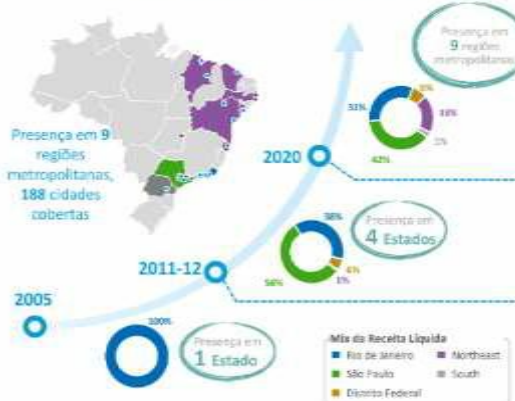 Presença em
9 regiões
metropolitanas
Presença em 9
regiões
metropolitanas,
188 cidades
cobertas
2020
42%
38%
Presença em
4 Estados
56%
1%
2011-12
2005
100%
Presença em
1 Estado
Mix da Receita Líquida
Rio de Janeiro
Northeast
São Paulo
South
Distrito Federal